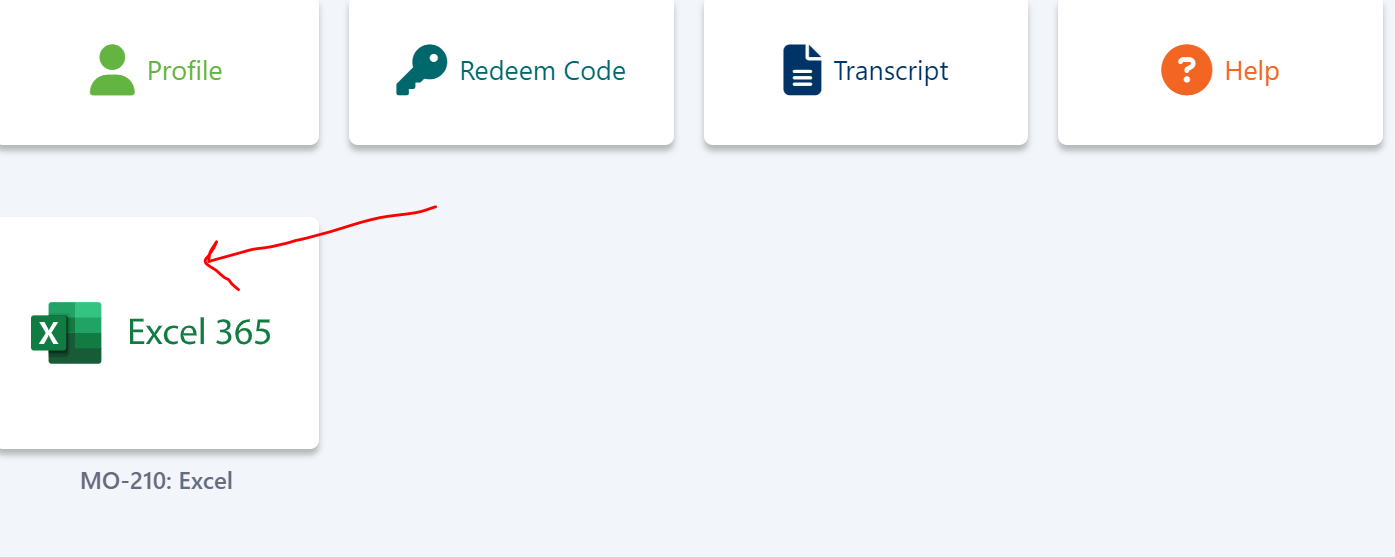 Profile
Redeem Code
Transcript
Help
X Excel 365
MO-210: Excel